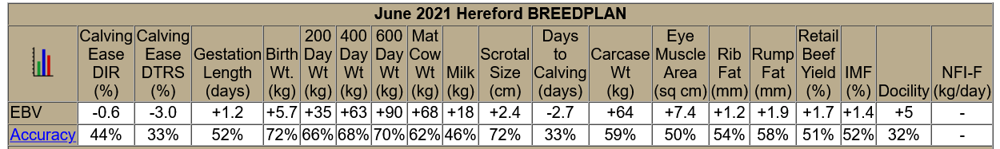 June 2021 Hereford BREEDPLAN
Calving Ease DIR (%) Calving Ease DTRS (%) Gestation Length (days) Birth Wt. (kg) 200 Day Wt (kg) 400 Day Wt (kg) 600 Day Wt (kg) Mat Cow Wt (kg) Milk (kg) Scrotal Size (cm) Days to Calving (days) Carcase Wt (kg) Eye Muscle Area (sq cm) Rib Fat (mm) Rump Fat (mm) Retail Beef Yield (%) IMF (%) Docility NFI-F (kg/day)
EBV -0.6 -3.0 +1.2 +5.7 +35 +63 +90 +68 +18 +2.4 -2.7 +64 +7.4 +1.2 +1.9 +1.7 +1.4 +5 -
Accuracy 44% 33% 52% 72% 66% 68% 70% 62% 46% 72% 33% 59% 50% 54% 58% 51% 52% 32% -